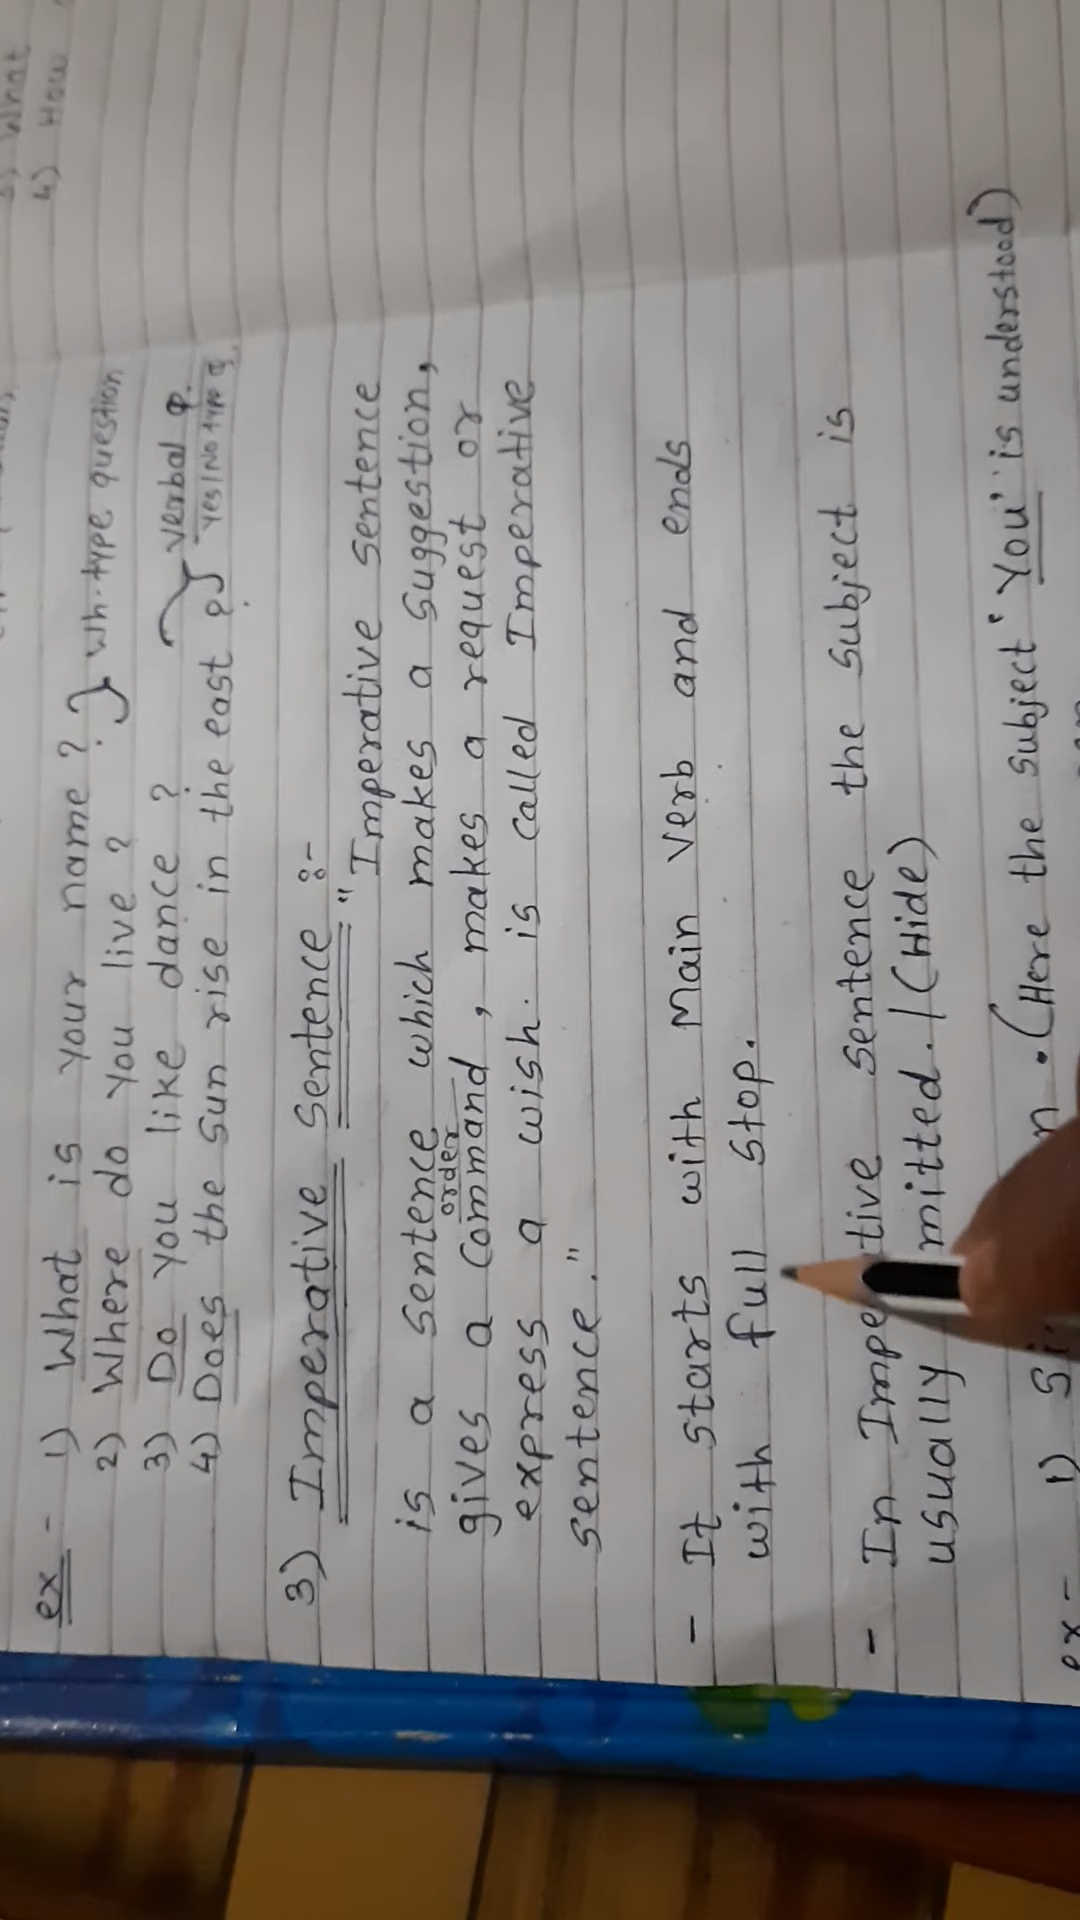 ex - 1) What is your name ?
2) Where do you live ? } Wh-type question
3) Do you like dance ? } Verbal Q.
4) Does the sun rise in the east ? Yes/No type q.
3) Imperative sentence :-
" Imperative sentence
is a sentence which makes a suggestion,
order
gives a command, makes a request or
express a wish. is called Imperative
sentence."
- It starts with Main verb and ends
with full stop.
- In Imperative sentence the subject is
usually omitted. / (Hide)
ex - 1) . (Here the subject 'You' is understood)
What
4) How